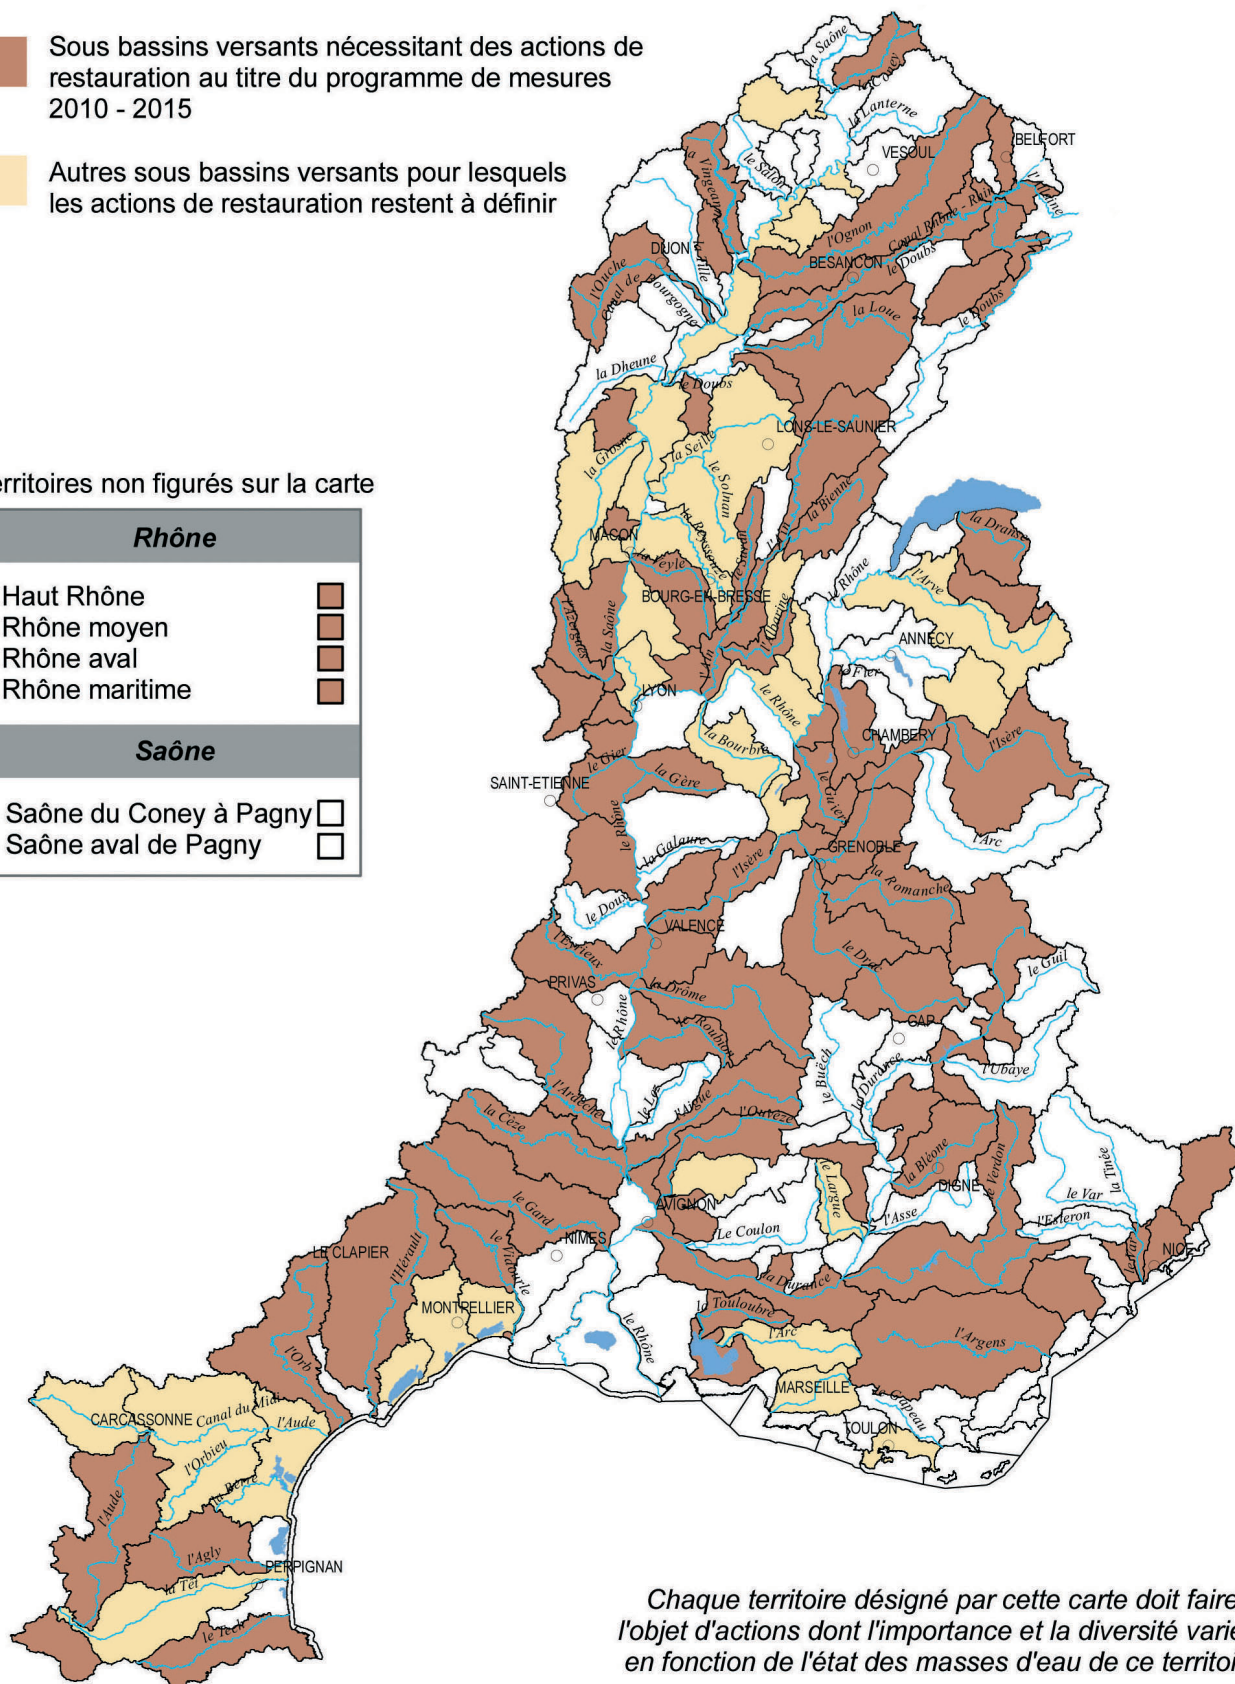 Sous bassins versants nécessitant des actions de
restauration au titre du programme de mesures
2010 - 2015
Autres sous bassins versants pour lesquels
les actions de restauration restent à définir
erritoires non figurés sur la carte
Rhône
Haut Rhône
Rhône moyen
Rhône aval
Rhône maritime
Saône
Saône du Coney à Pagny
Saône aval de Pagny
la Saône
le Coney
la Lanterne
VESOUL
BELFORT
la Vingeanne
le Salon
l'Allaine
l'Ognon
Canal Rhône - Rhin
DIJON
la Tille
BESANCON
le Doubs
l'Ouche
Canal de Bourgogne
la Loue
le Doubs
la Dheune
le Doubs
LONS-LE-SAUNIER
la Grosne
la Seille
le Solnan
la Bienne
la Reyssouze
le Suran
l'Ain
la Dranse
MACON
la Veyle
le Rhône
l'Arve
BOURG-EN-BRESSE
l'Azergues
la Saône
l'Albarine
ANNECY
l'Ain
le Fier
LYON
le Rhône
la Bourbre
CHAMBERY
l'Isère
le Gier
la Gère
SAINT-ETIENNE
le Guiers
le Rhône
l'Arc
la Galaure
l'Isère
GRENOBLE
la Romanche
le Doux
VALENCE
l'Eyrieux
le Drac
le Guil
PRIVAS
la Drôme
le Rhône
le Roubion
GAP
le Buëch
la Durance
l'Ubaye
l'Ardèche
le Lez
l'Aigue
l'Ouvèze
la Cèze
la Bléone
le Verdon
la Tinée
le Largue
DIGNE
le Var
le Gard
AVIGNON
l'Asse
l'Esteron
Le Coulon
NIMES
le Vidourle
LE CLAPIER
l'Hérault
le Var
NICE
la Durance
MONTPELLIER
la Touloubre
le Rhône
l'Arc
l'Argens
l'Orb
MARSEILLE
le Gapeau
CARCASSONNE
Canal du Midi
l'Aude
TOULON
l'Orbieu
la Berre
l'Aude
l'Agly
PERPIGNAN
la Têt
le Tech
Chaque territoire désigné par cette carte doit faire
l'objet d'actions dont l'importance et la diversité varie
en fonction de l'état des masses d'eau de ce territoi